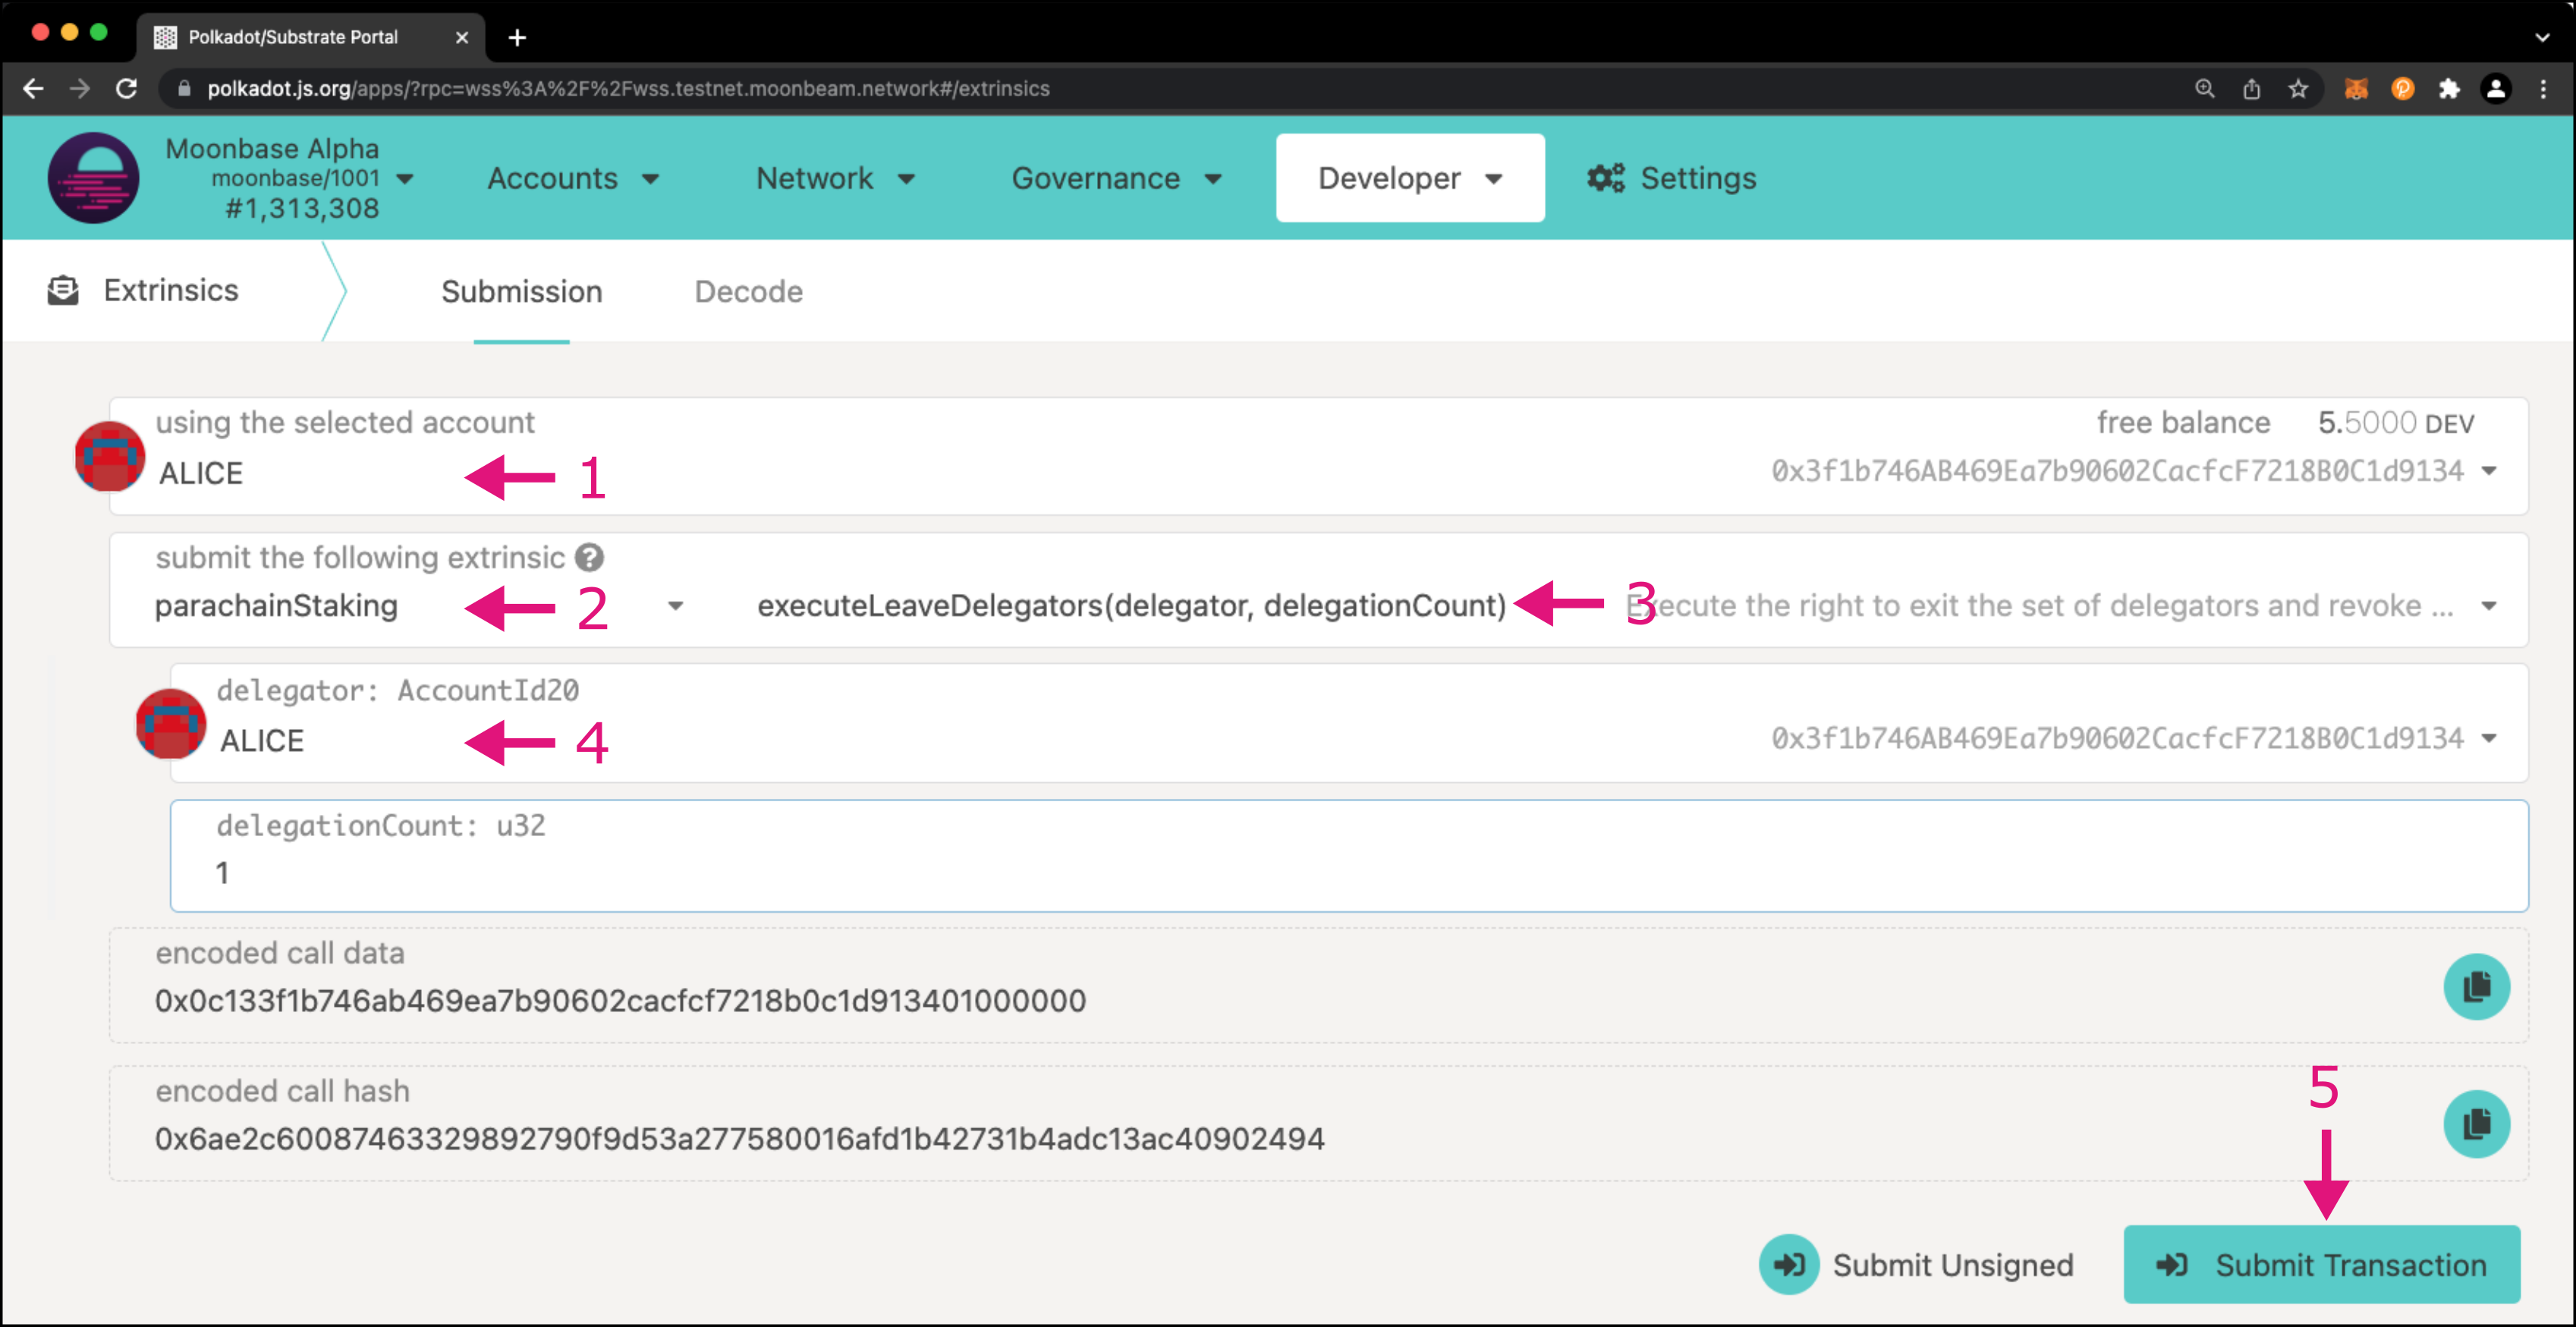 Polkadot/Substrate Portal
polkadot.js.org/apps/?rpc=wss%3A%2F%2Fwss.testnet.moonbeam.network#/extrinsics
Moonbase Alpha
moonbase/1001
#1,313,308
Accounts
Network
Governance
Developer
Settings
Extrinsics
Submission
Decode
using the selected account
free balance 5.5000 DEV
ALICE
1
0x3f1b746AB469Ea7b90602CacfcF7218B0C1d9134
submit the following extrinsic ?
parachainStaking
2
executeLeaveDelegators(delegator, delegationCount)
3
Execute the right to exit the set of delegators and revoke ...
delegator: AccountId20
ALICE
4
0x3f1b746AB469Ea7b90602CacfcF7218B0C1d9134
delegationCount: u32
1
encoded call data
0x0c133f1b746ab469ea7b90602cacfcf7218b0c1d913401000000
encoded call hash
0x6ae2c60087463329892790f9d53a277580016afd1b42731b4adc13ac40902494
5
Submit Unsigned
Submit Transaction